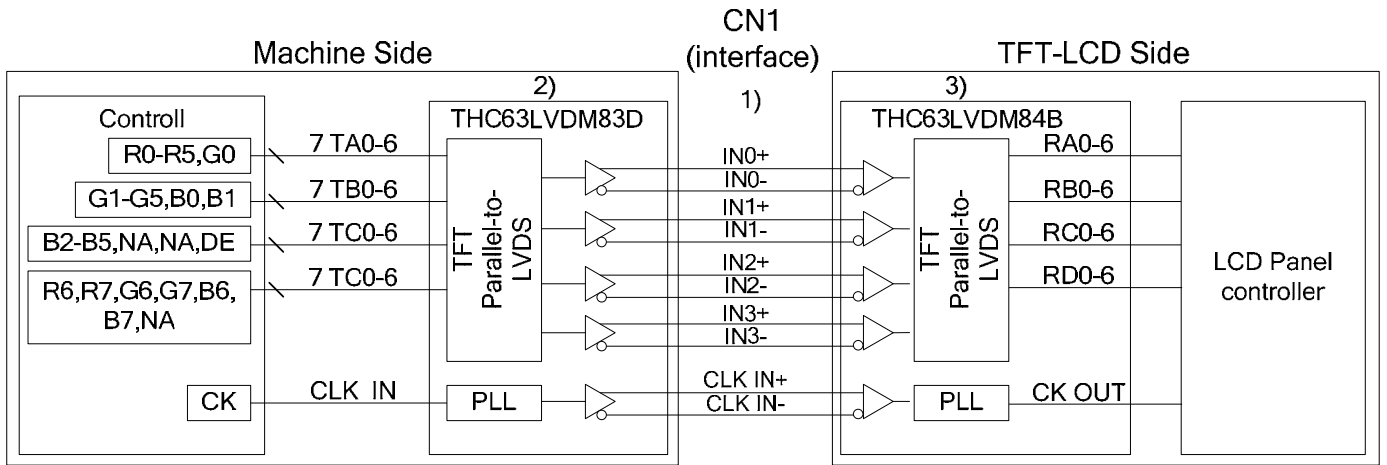 CN1
(interface)
Machine Side
TFT-LCD Side
1)
2)
3)
Controll
THC63LVDM83D
THC63LVDM84B
R0-R5,G0
7 TA0-6
G1-G5,B0,B1
7 TB0-6
B2-B5,NA,NA,DE
7 TC0-6
R6,R7,G6,G7,B6,
B7,NA
7 TC0-6
CK
CLK IN
TFT
Parallel-to-
LVDS
PLL
IN0+
IN0-
IN1+
IN1-
IN2+
IN2-
IN3+
IN3-
CLK IN+
CLK IN-
TFT
Parallel-to-
LVDS
PLL
RA0-6
RB0-6
RC0-6
RD0-6
CK OUT
LCD Panel
controller